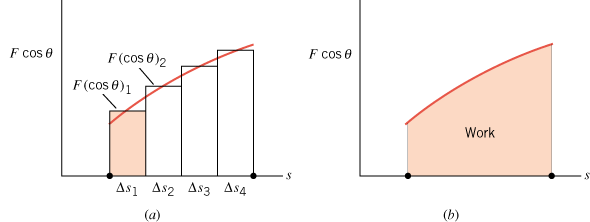 F cos θ
F(cos θ)₁
F(cos θ)₂
Δs₁ Δs₂ Δs₃ Δs₄
s
(a)
F cos θ
Work
s
(b)